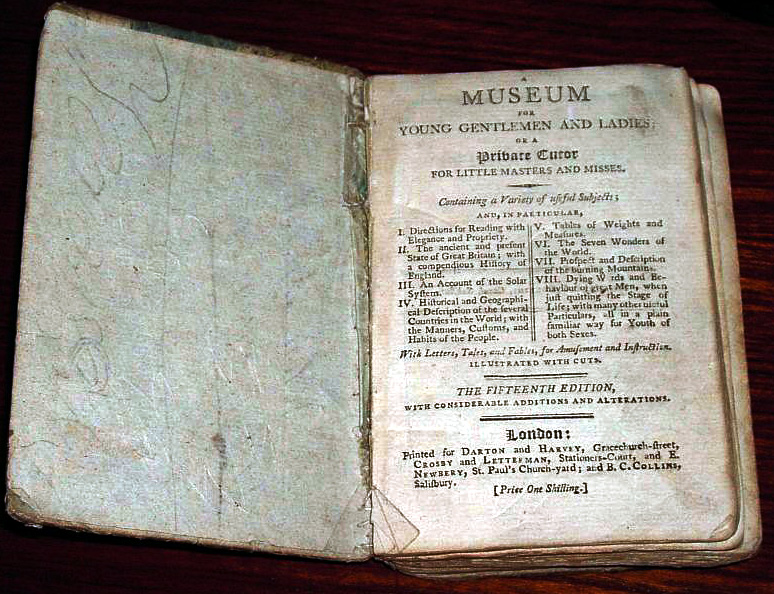 A
MUSEUM
FOR
YOUNG GENTLEMEN AND LADIES;
OR A
Private Tutor
FOR LITTLE MASTERS AND MISSES.
Containing a Variety of uſeful Subjects;
AND, IN PARTICULAR,
I. Directions for Reading with
Elegance and Propriety.
II. The ancient and preſent
State of Great Britain; with
a compendious Hiſtory of
England.
III. An Account of the Solar
Syſtem.
IV. Hiſtorical and Geographi-
cal Deſcription of the ſeveral
Countries in the World; with
the Manners, Cuſtoms, and
Habits of the People.
V. Tables of Weights and
Meaſures.
VI. The Seven Wonders of
the World.
VII. Proſpect and Deſcription
of the burning Mountains.
VIII. Dying Words and Be-
haviour of great Men, when
juſt quitting the Stage of
Life; with many other uſeful
Particulars, all in a plain
familiar way for Youth of
both Sexes.
With Letters, Tales, and Fables, for Amuſement and Inſtruction.
ILLUSTRATED WITH CUTS.
THE FIFTEENTH EDITION,
WITH CONSIDERABLE ADDITIONS AND ALTERATIONS.
London:
Printed for DARTON and HARVEY, Gracechurch-ſtreet,
CROSBY and LETTERMAN, Stationers-Court, and E.
NEWBERY, St. Paul's Church-yard; and B. C. COLLINS,
Saliſbury.
[Price One Shilling.]